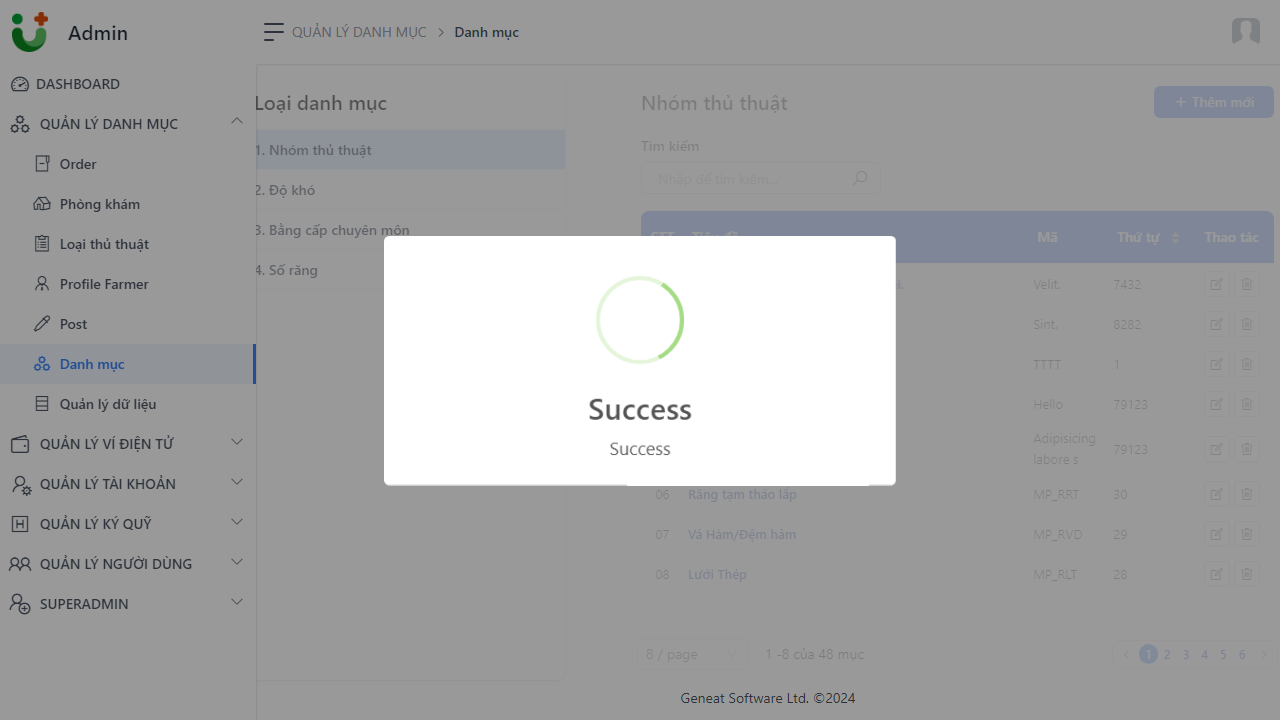 Admin
QUẢN LÝ DANH MỤC
Danh mục
DASHBOARD
QUẢN LÝ DANH MỤC
Order
Phòng khám
Loại thủ thuật
Profile Farmer
Post
Danh mục
Quản lý dữ liệu
QUẢN LÝ VÍ ĐIỆN TỬ
QUẢN LÝ TÀI KHOẢN
QUẢN LÝ KÝ QUỸ
QUẢN LÝ NGƯỜI DÙNG
SUPERADMIN
Loại danh mục
1. Nhóm thủ thuật
2. Độ khó
3. Bằng cấp chuyên môn
4. Số răng
Nhóm thủ thuật
Thêm mới
Tìm kiếm
Nhập để tìm kiếm...
Mã Thứ tự Thao tác
Velit. 7432
Sint. 8282
TTTT 1
Hello 79123
Adipisicing labore s 79123
06 Răng tạm tháo lắp MP_RRT 30
07 Vá Hàm/Đệm hàm MP_RVD 29
08 Lưới Thép MP_RLT 28
Success
Success
8 / page
1 -8 của 48 mục
1 2 3 4 5 6
Geneat Software Ltd. ©2024